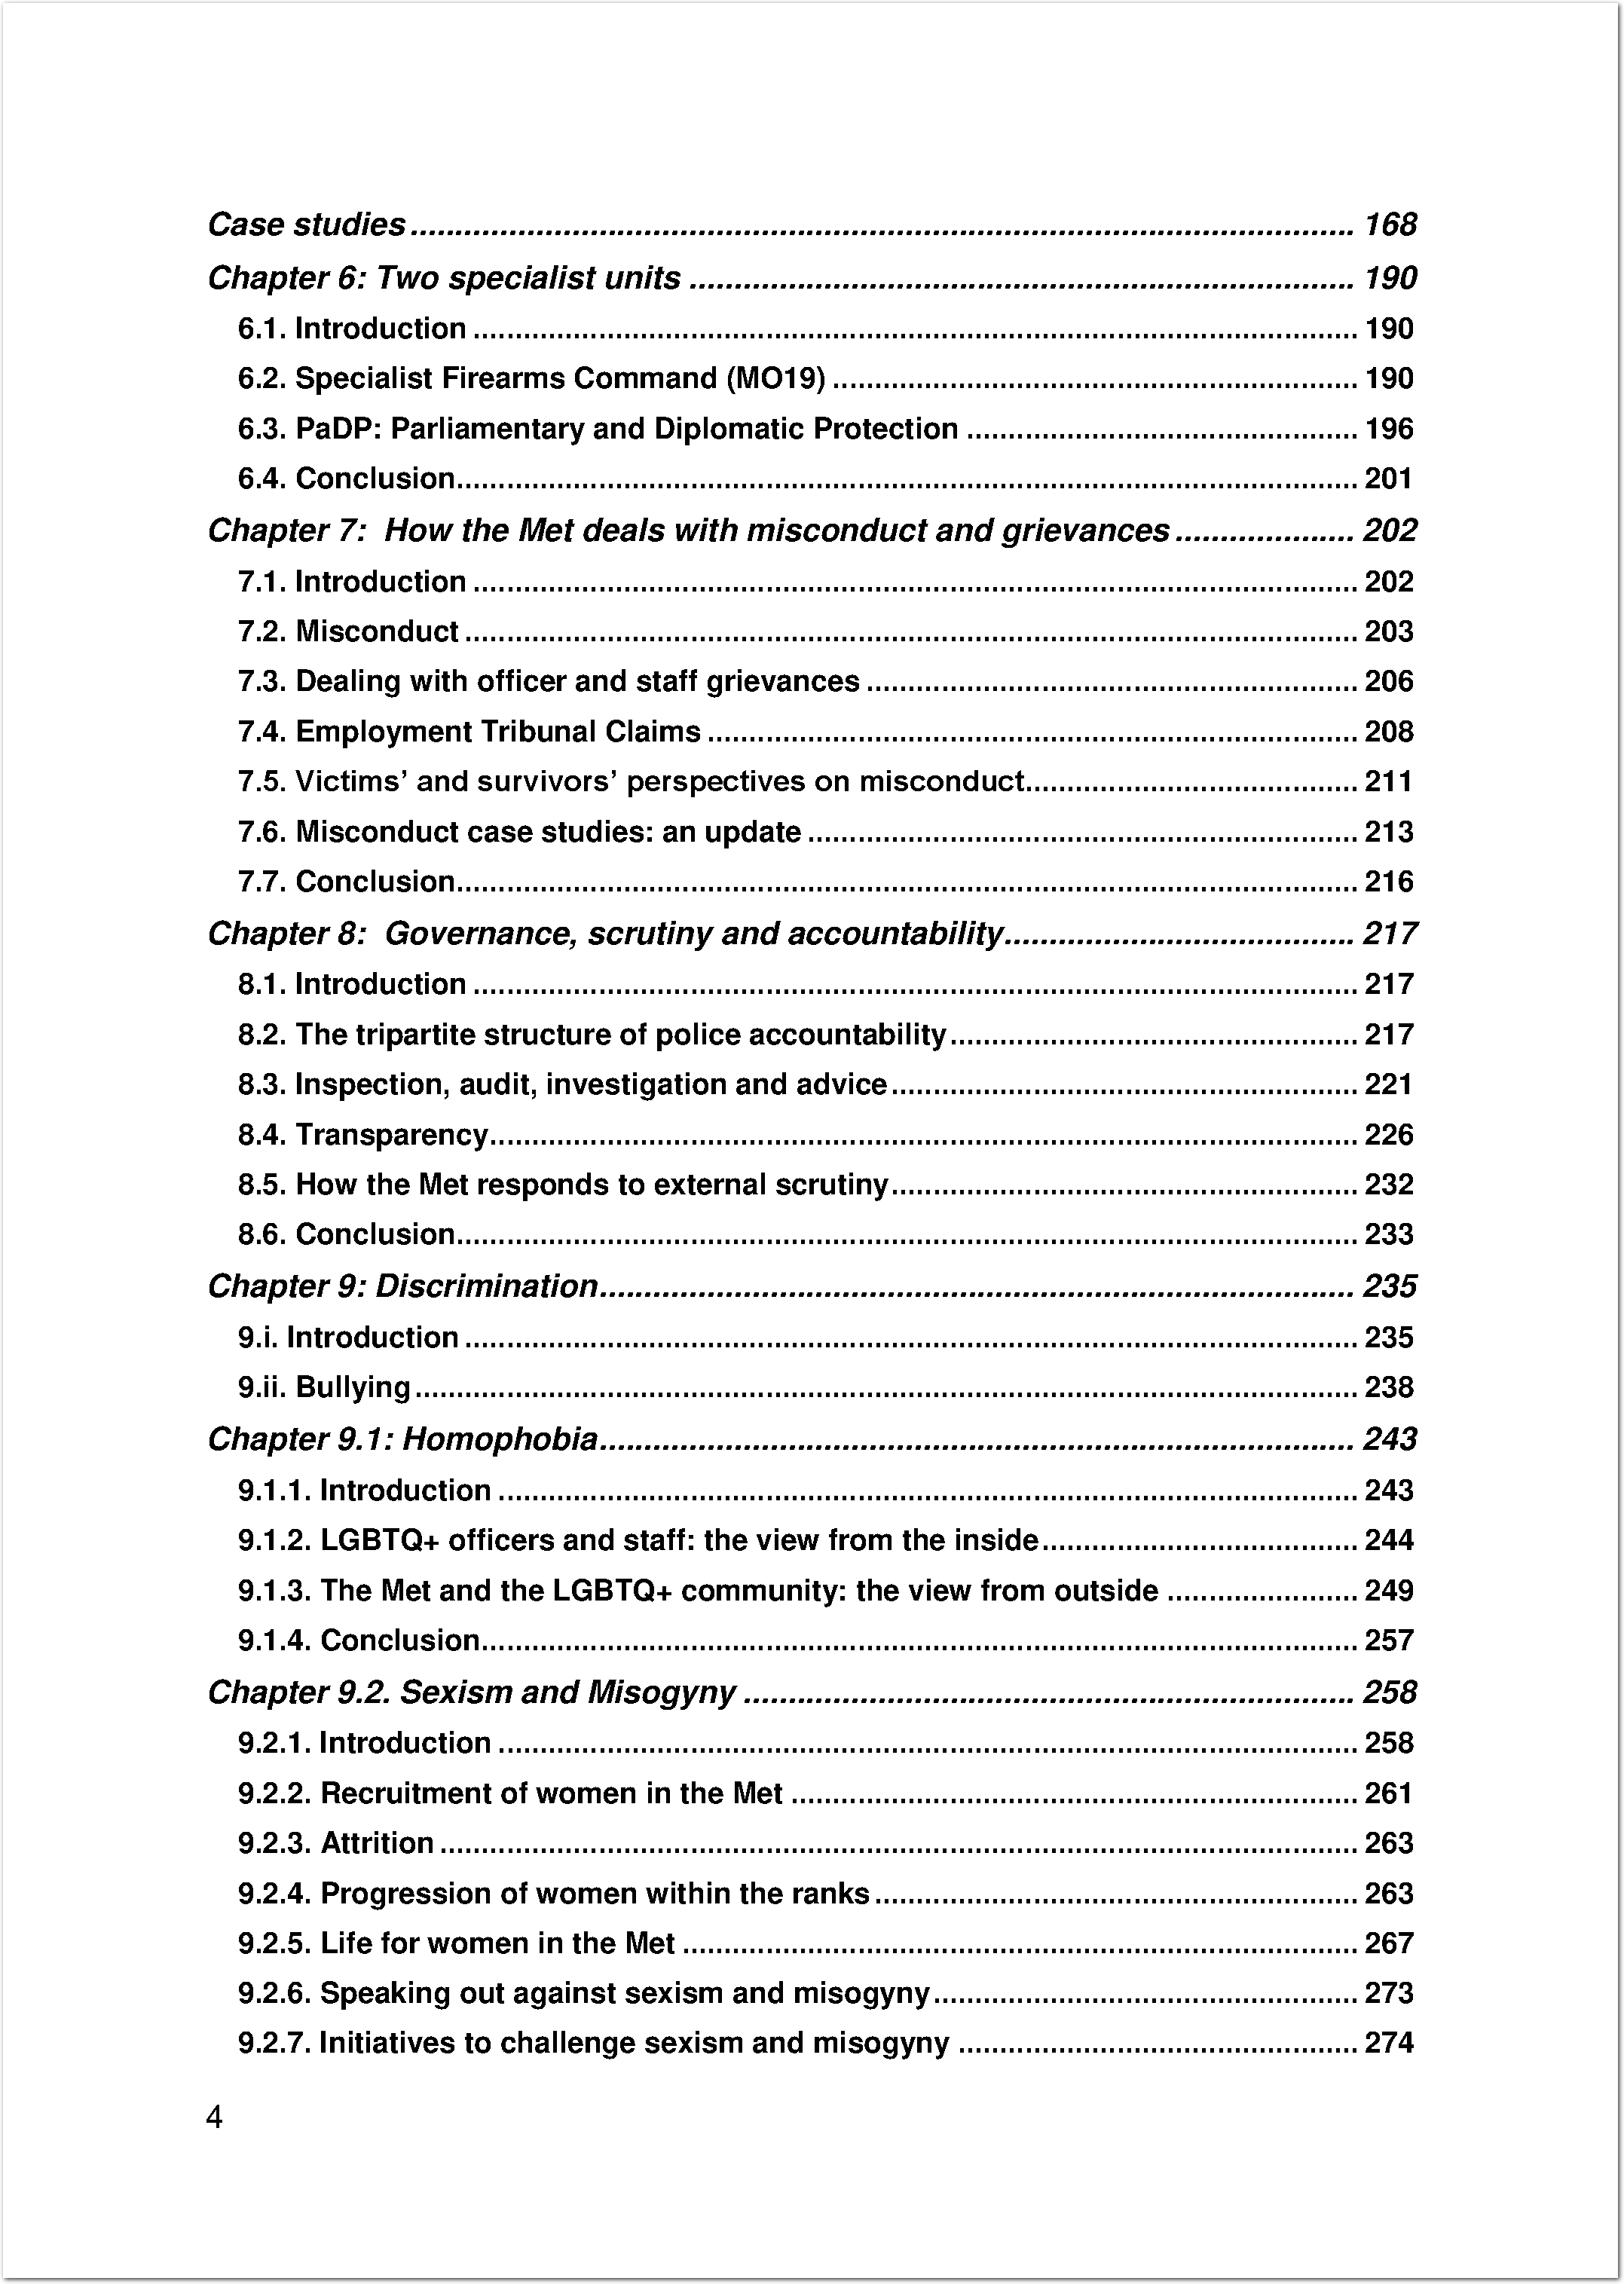 Case studies........................................................................................................ 168
Chapter 6: Two specialist units ......................................................................... 190
6.1. Introduction ......................................................................................................... 190
6.2. Specialist Firearms Command (MO19) ............................................................... 190
6.3. PaDP: Parliamentary and Diplomatic Protection ............................................... 196
6.4. Conclusion........................................................................................................... 201
Chapter 7:  How the Met deals with misconduct and grievances.................... 202
7.1. Introduction ......................................................................................................... 202
7.2. Misconduct .......................................................................................................... 203
7.3. Dealing with officer and staff grievances ........................................................... 206
7.4. Employment Tribunal Claims .............................................................................. 208
7.5. Victims’ and survivors’ perspectives on misconduct........................................ 211
7.6. Misconduct case studies: an update .................................................................. 213
7.7. Conclusion........................................................................................................... 216
Chapter 8:  Governance, scrutiny and accountability....................................... 217
8.1. Introduction ......................................................................................................... 217
8.2. The tripartite structure of police accountability................................................. 217
8.3. Inspection, audit, investigation and advice........................................................ 221
8.4. Transparency....................................................................................................... 226
8.5. How the Met responds to external scrutiny........................................................ 232
8.6. Conclusion........................................................................................................... 233
Chapter 9: Discrimination................................................................................... 235
9.i. Introduction .......................................................................................................... 235
9.ii. Bullying ................................................................................................................ 238
Chapter 9.1: Homophobia................................................................................... 243
9.1.1. Introduction ...................................................................................................... 243
9.1.2. LGBTQ+ officers and staff: the view from the inside...................................... 244
9.1.3. The Met and the LGBTQ+ community: the view from outside ....................... 249
9.1.4. Conclusion........................................................................................................ 257
Chapter 9.2. Sexism and Misogyny .................................................................... 258
9.2.1. Introduction ...................................................................................................... 258
9.2.2. Recruitment of women in the Met .................................................................... 261
9.2.3. Attrition ............................................................................................................. 263
9.2.4. Progression of women within the ranks.......................................................... 263
9.2.5. Life for women in the Met ................................................................................. 267
9.2.6. Speaking out against sexism and misogyny................................................... 273
9.2.7. Initiatives to challenge sexism and misogyny ................................................ 274
4